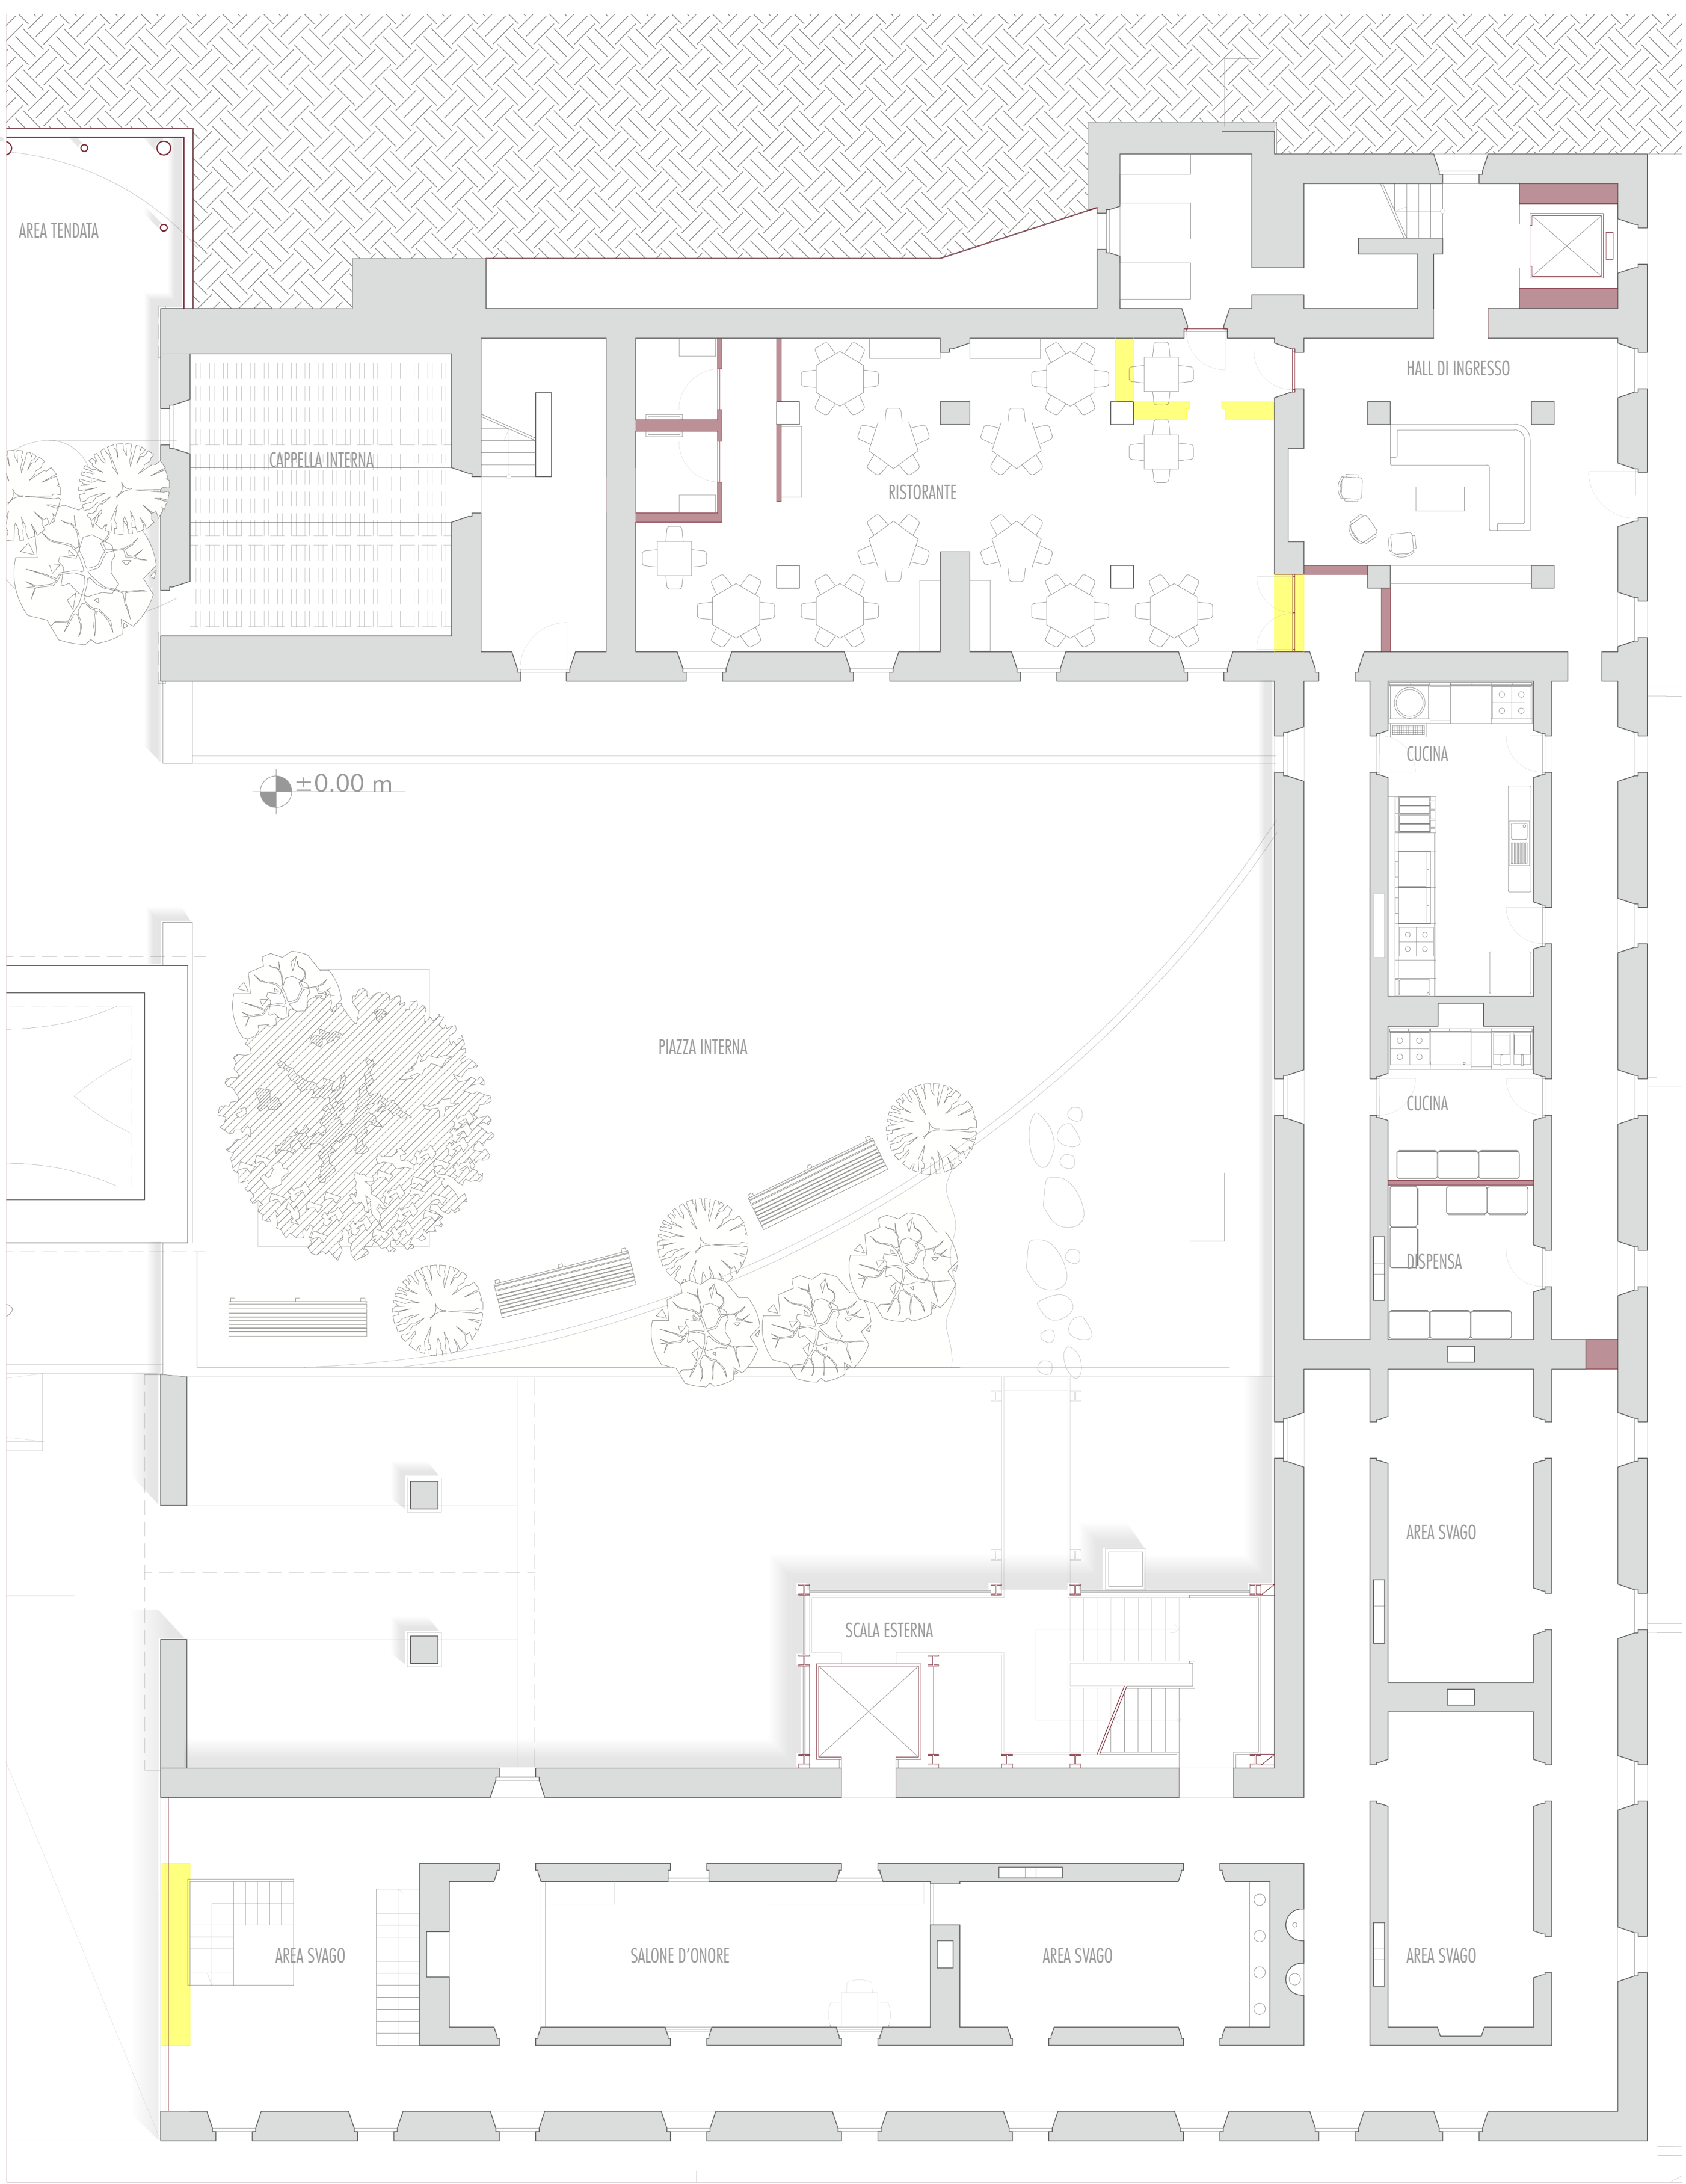 AREA TENDATA
HALL DI INGRESSO
CAPPELLA INTERNA
RISTORANTE
CUCINA
±0.00 m
PIAZZA INTERNA
CUCINA
DISPENSA
AREA SVAGO
SCALA ESTERNA
AREA SVAGO
SALONE D'ONORE
AREA SVAGO
AREA SVAGO